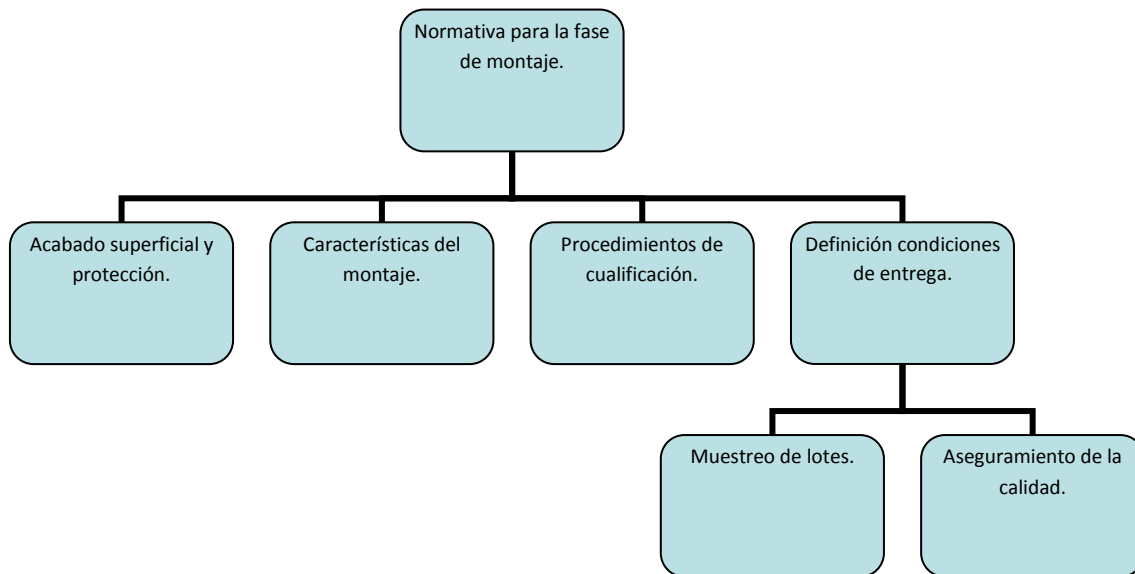 Normativa para la fase
de montaje.
Acabado superficial y
protección.
Características del
montaje.
Procedimientos de
cualificación.
Definición condiciones
de entrega.
Muestreo de lotes.
Aseguramiento de la
calidad.